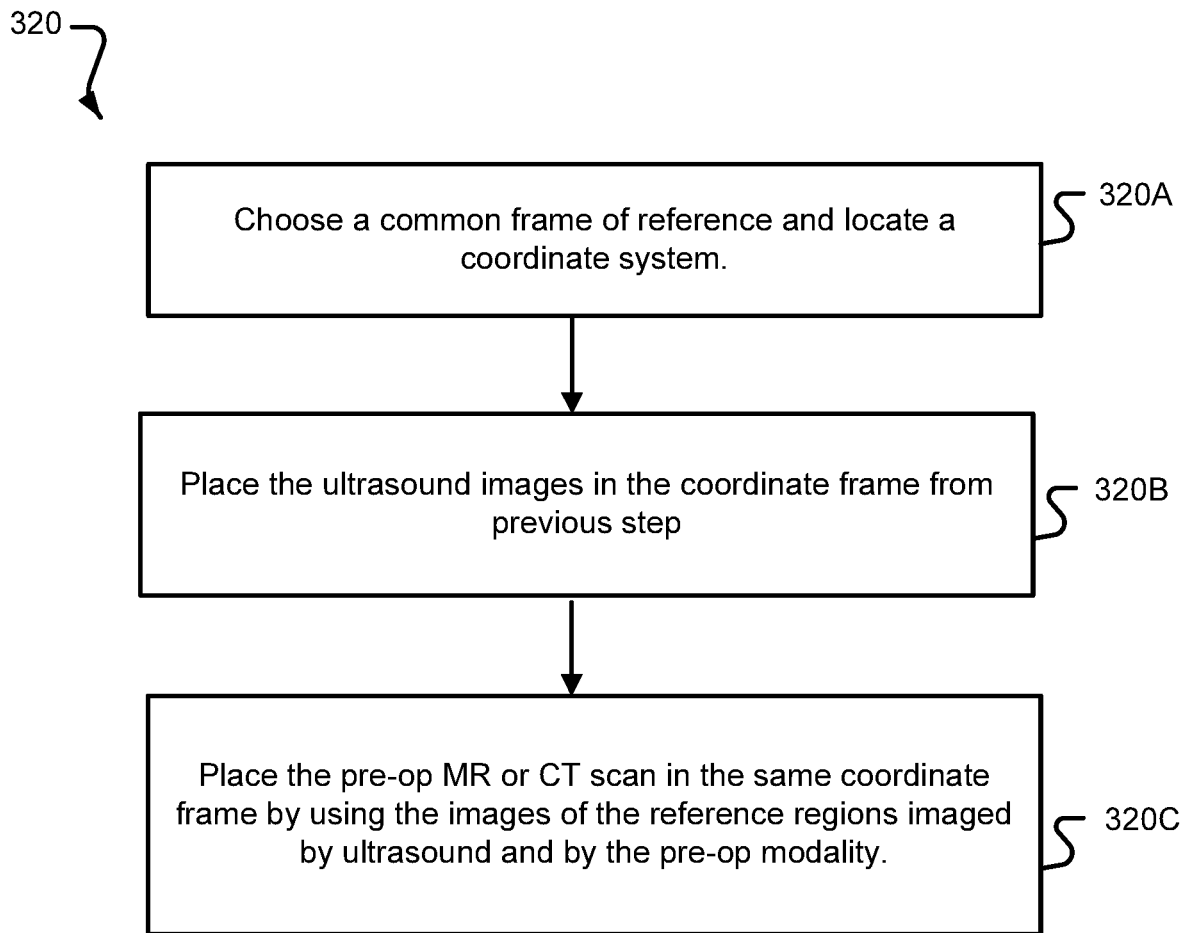 320
Choose a common frame of reference and locate a
coordinate system.
320A
Place the ultrasound images in the coordinate frame from
previous step
320B
Place the pre-op MR or CT scan in the same coordinate
frame by using the images of the reference regions imaged
by ultrasound and by the pre-op modality.
320C